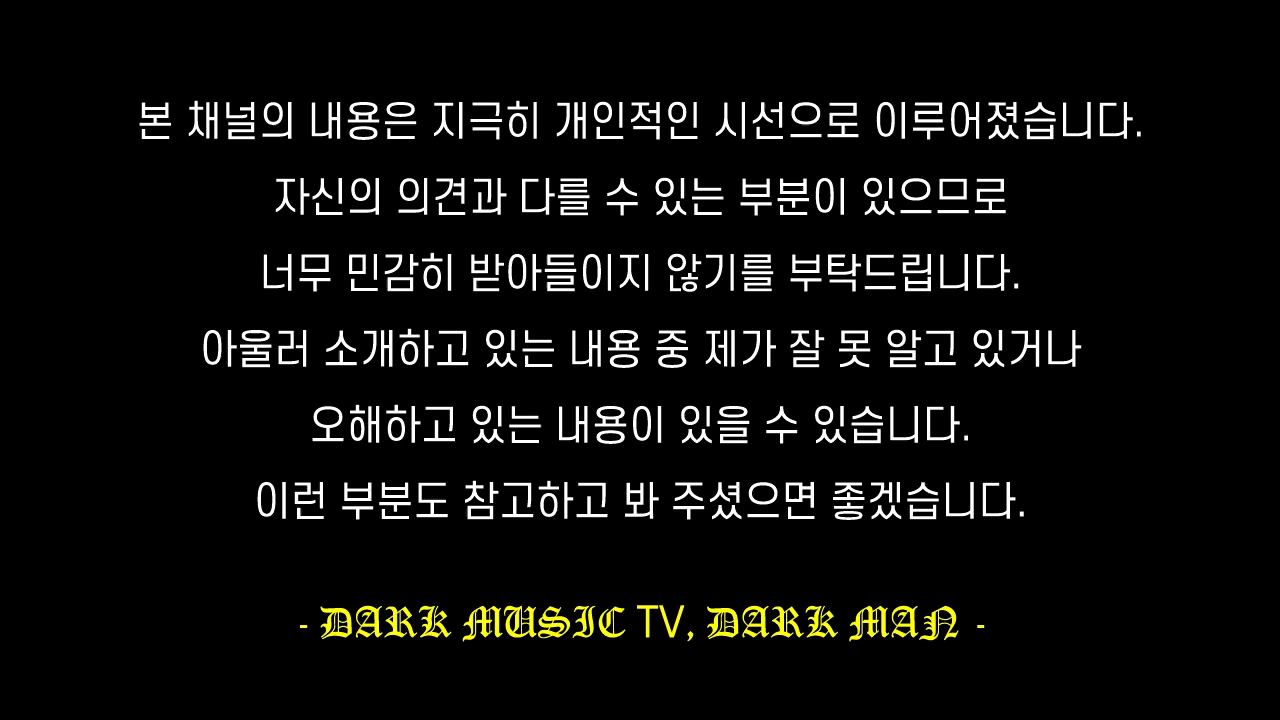 본 채널의 내용은 지극히 개인적인 시선으로 이루어졌습니다.
자신의 의견과 다를 수 있는 부분이 있으므로
너무 민감히 받아들이지 않기를 부탁드립니다.
아울러 소개하고 있는 내용 중 제가 잘 못 알고 있거나
오해하고 있는 내용이 있을 수 있습니다.
이런 부분도 참고하고 봐 주셨으면 좋겠습니다.
- DARK MUSIC TV, DARK MAN -